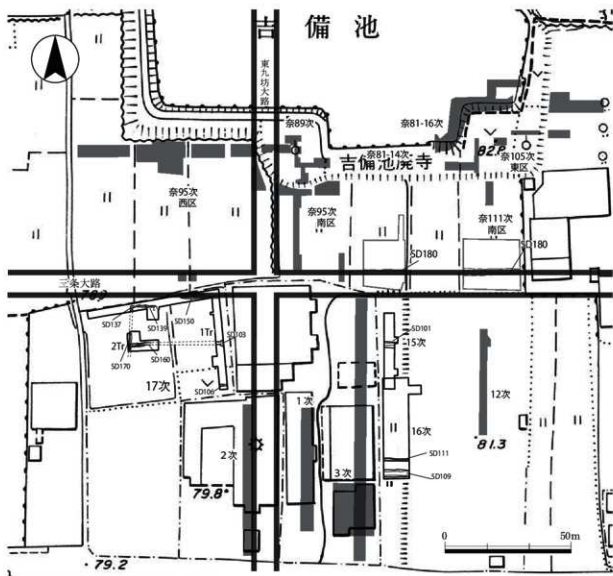 吉備池
東九坊大路
奈89次
奈81-16次
奈81-14次
吉備池廃寺
82.8
奈105次
東区
奈95次
西区
奈95次
南区
奈111次
南区
SD180
SD180
三条大路
SD137
SD139
SD150
1Tr
SD103
SD101
15次
2Tr
SD160
SD170
17次
SD106
12次
1次
16次
81.3
2次
3次
SD111
SD109
79.8
0 50m
79.2